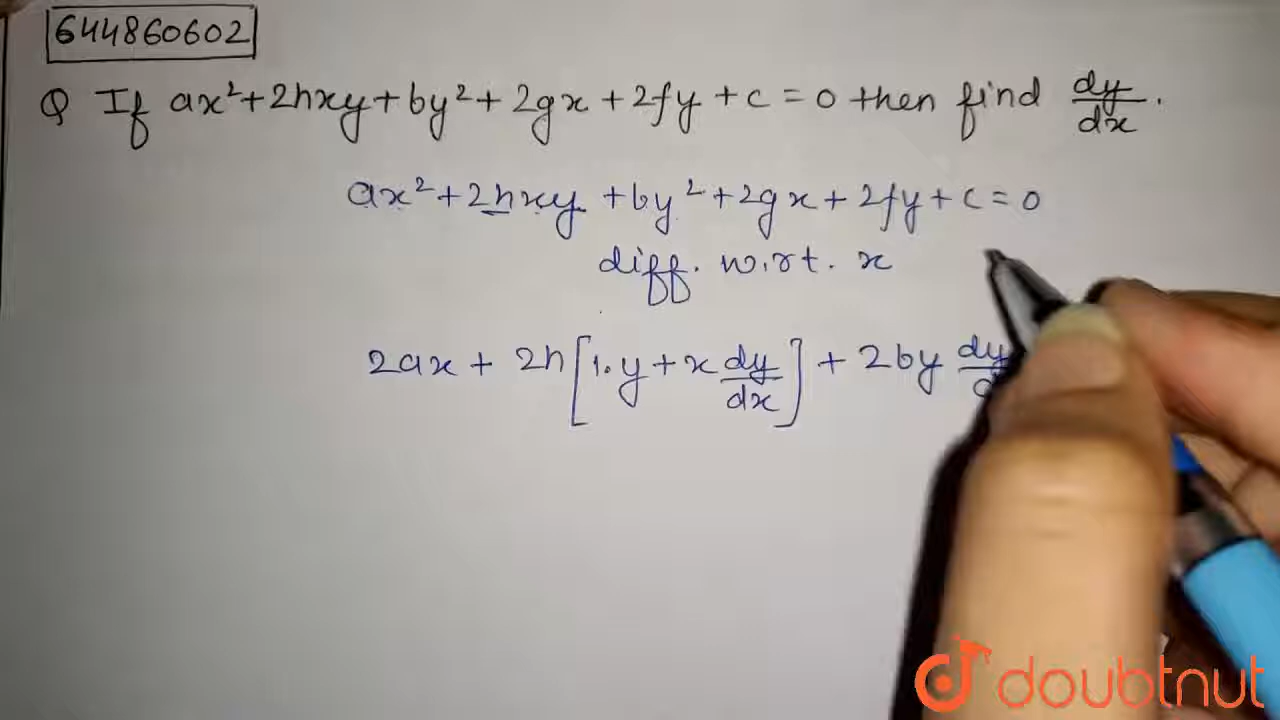 644860602
Q If ax²+2hxy+by²+2gx+2fy+c=0 then find dy/dx.
ax²+2hxy+by²+2gx+2fy+c=0
diff. w.r.t. x
2ax+2h[1.y+x dy/dx]+2by dy/d
doubtnut